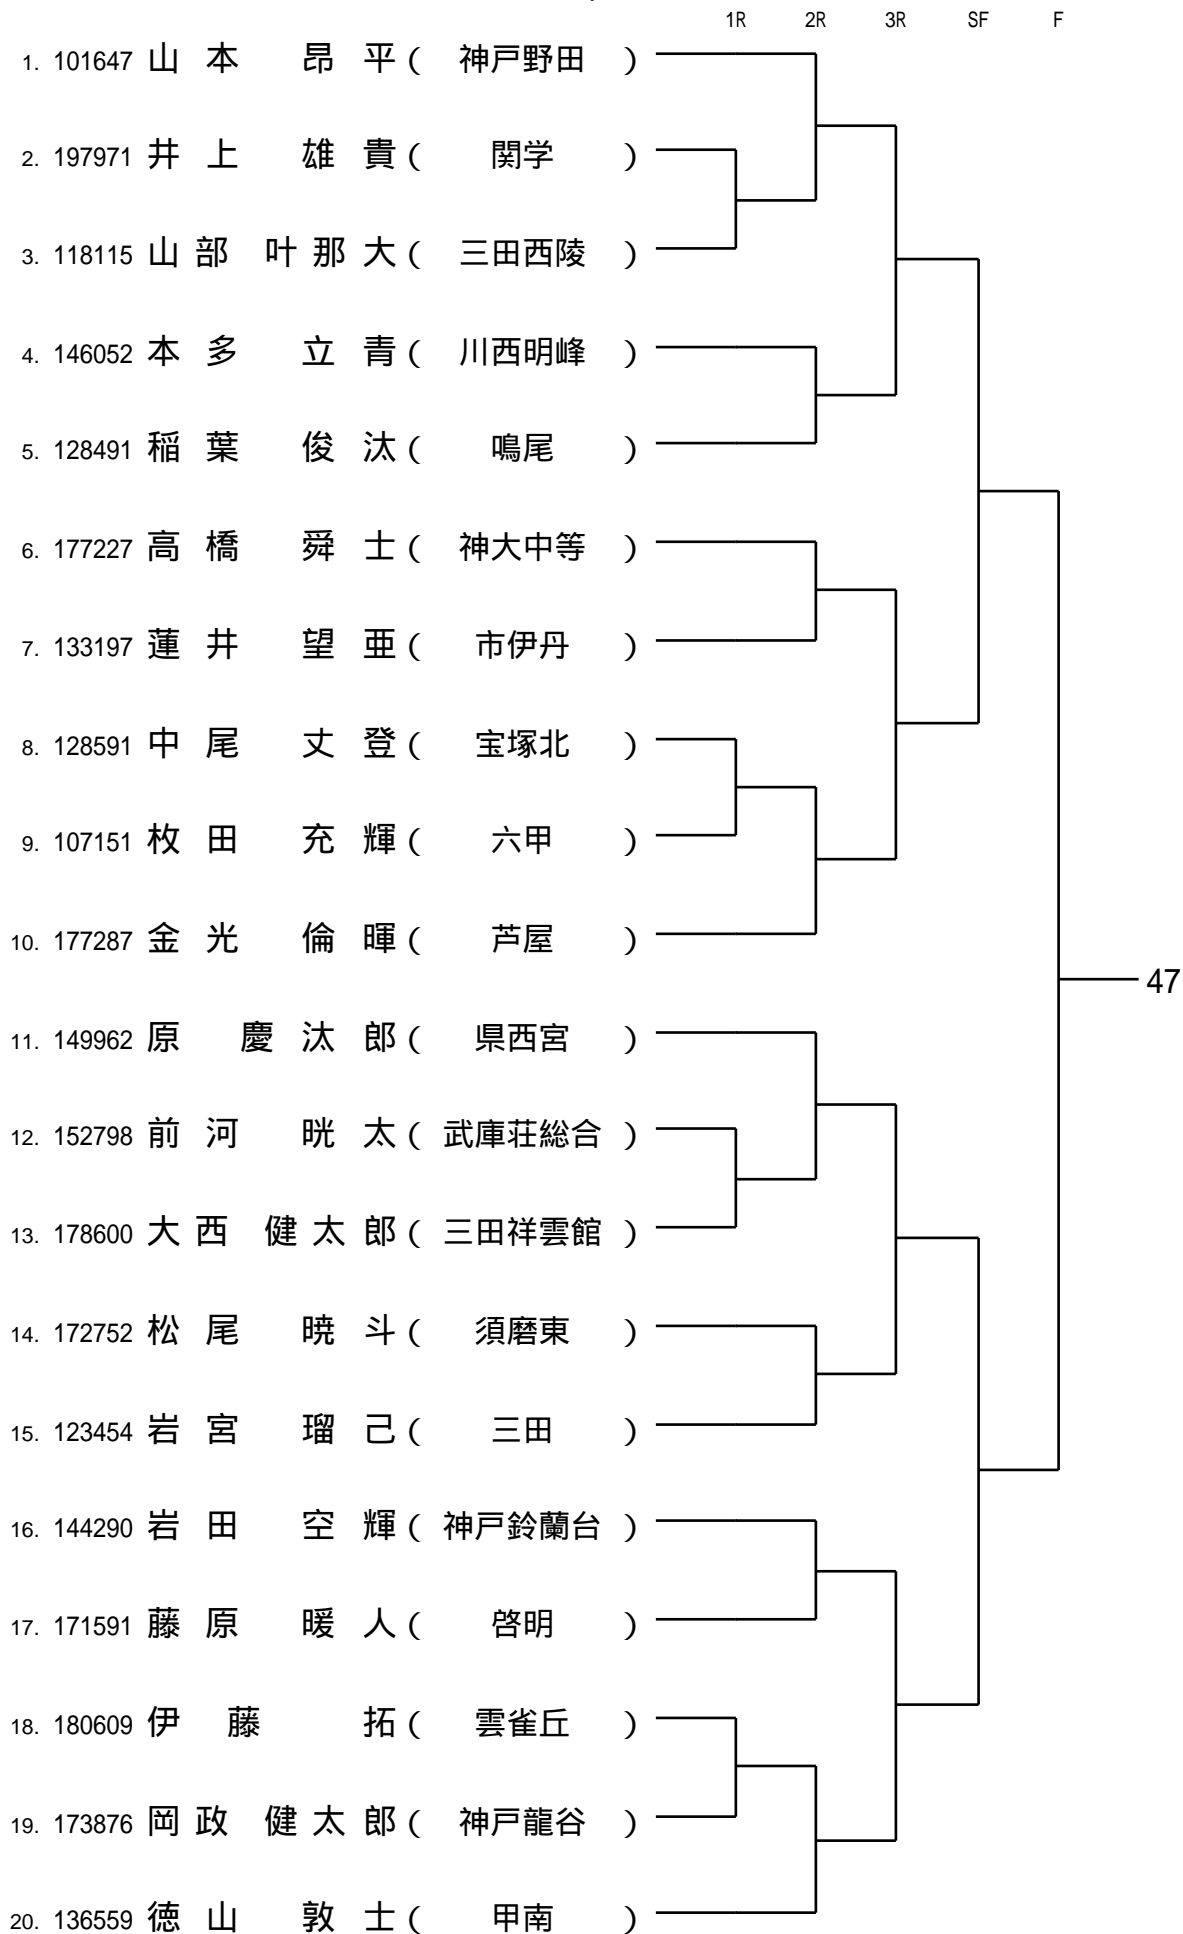 1R 2R 3R SF F
1. 101647 山本 昂平 ( 神戸野田 )
2. 197971 井上 雄貴 ( 関学 )
3. 118115 山部 叶那大 ( 三田西陵 )
4. 146052 本多 立青 ( 川西明峰 )
5. 128491 稲葉 俊汰 ( 鳴尾 )
6. 177227 高橋 舜士 ( 神大中等 )
7. 133197 蓮井 望亜 ( 市伊丹 )
8. 128591 中尾 丈登 ( 宝塚北 )
9. 107151 枚田 充輝 ( 六甲 )
10. 177287 金光 倫暉 ( 芦屋 )
47
11. 149962 原 慶汰郎 ( 県西宮 )
12. 152798 前河 晄太 ( 武庫荘総合 )
13. 178600 大西 健太郎 ( 三田祥雲館 )
14. 172752 松尾 暁斗 ( 須磨東 )
15. 123454 岩宮 瑠己 ( 三田 )
16. 144290 岩田 空輝 ( 神戸鈴蘭台 )
17. 171591 藤原 暖人 ( 啓明 )
18. 180609 伊藤 拓 ( 雲雀丘 )
19. 173876 岡政 健太郎 ( 神戸龍谷 )
20. 136559 徳山 敦士 ( 甲南 )